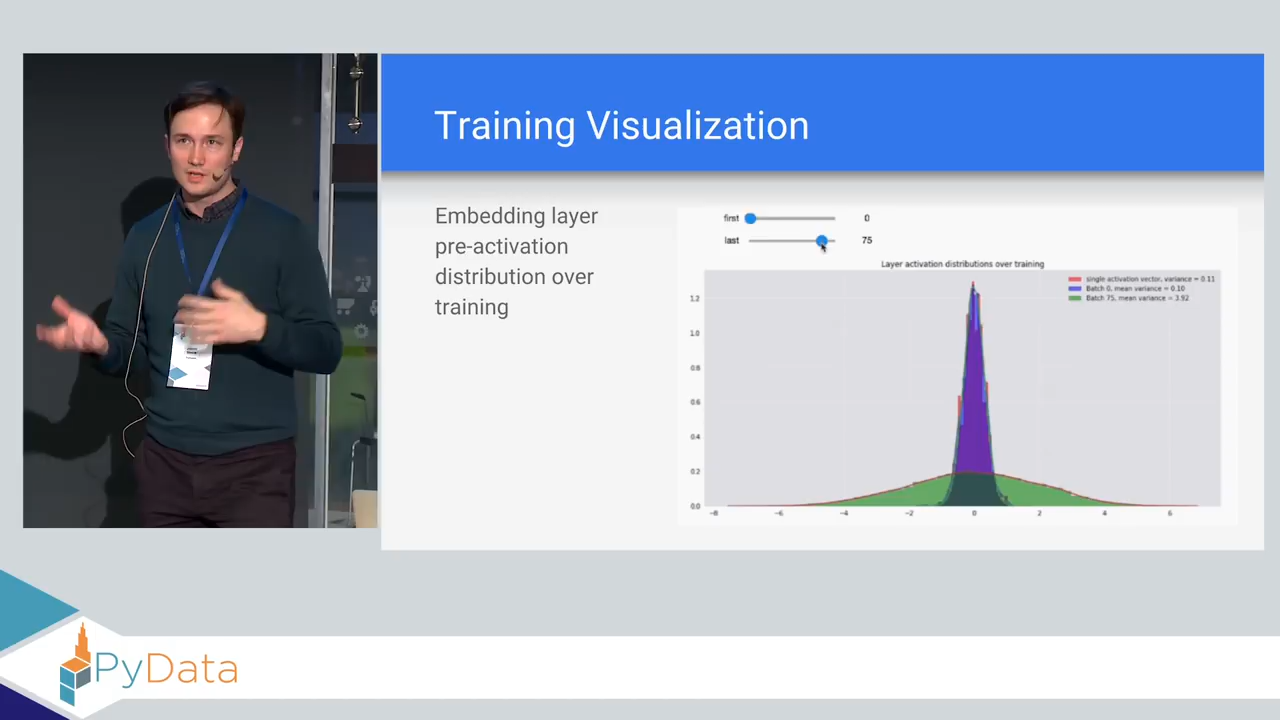 Training Visualization
Embedding layer
pre-activation
distribution over
training
first 0
last 75
Layer activation distributions over training
single activation vector, variance = 0.11
Batch 0, mean variance = 0.10
Batch 75, mean variance = 3.92
1.2
1.0
0.8
0.6
0.4
0.2
0.0
−8 −6 −4 −2 0 2 4 6
PyData